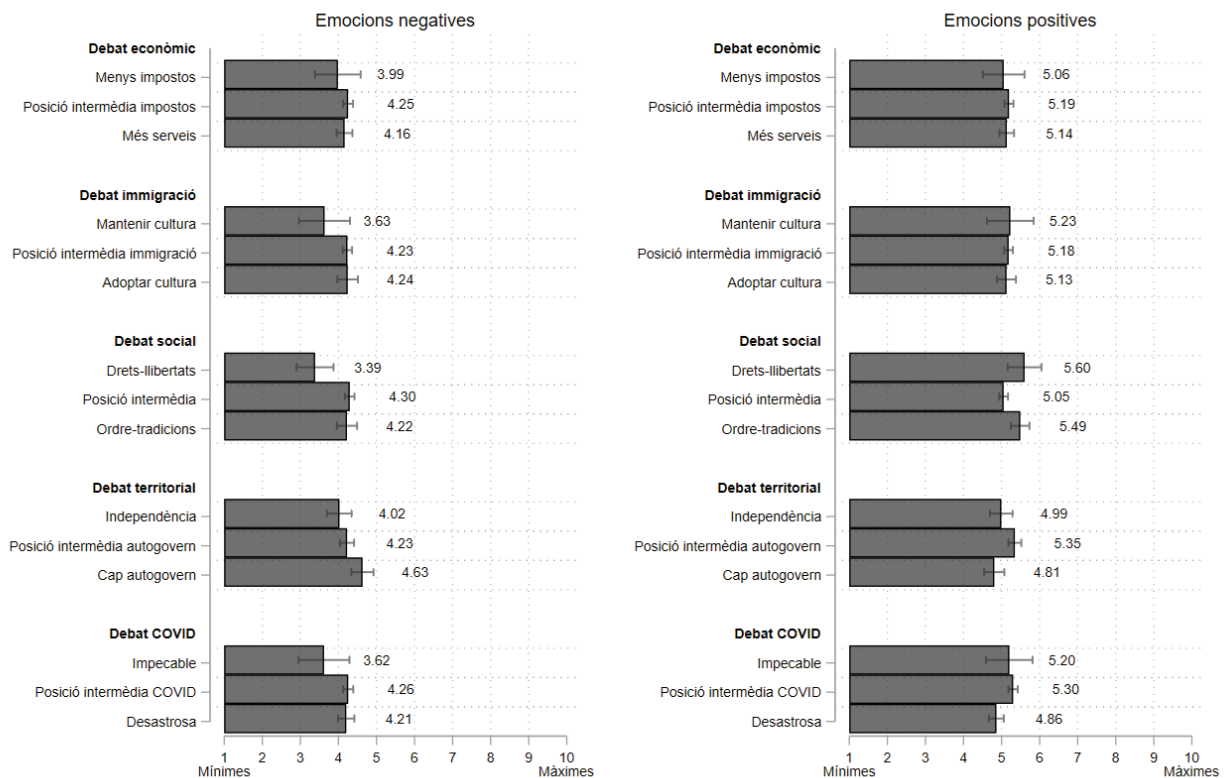 Emocions negatives
Debat econòmic
Menys impostos 3.99
Posició intermèdia impostos 4.25
Més serveis 4.16
Debat immigració
Mantenir cultura 3.63
Posició intermèdia immigració 4.23
Adoptar cultura 4.24
Debat social
Drets-llibertats 3.39
Posició intermèdia 4.30
Ordre-tradicions 4.22
Debat territorial
Independència 4.02
Posició intermèdia autogovern 4.23
Cap autogovern 4.63
Debat COVID
Impecable 3.62
Posició intermèdia COVID 4.26
Desastrosa 4.21
1 2 3 4 5 6 7 8 9 10
Mínimes Màximes
Emocions positives
Debat econòmic
Menys impostos 5.06
Posició intermèdia impostos 5.19
Més serveis 5.14
Debat immigració
Mantenir cultura 5.23
Posició intermèdia immigració 5.18
Adoptar cultura 5.13
Debat social
Drets-llibertats 5.60
Posició intermèdia 5.05
Ordre-tradicions 5.49
Debat territorial
Independència 4.99
Posició intermèdia autogovern 5.35
Cap autogovern 4.81
Debat COVID
Impecable 5.20
Posició intermèdia COVID 5.30
Desastrosa 4.86
1 2 3 4 5 6 7 8 9 10
Mínimes Màximes